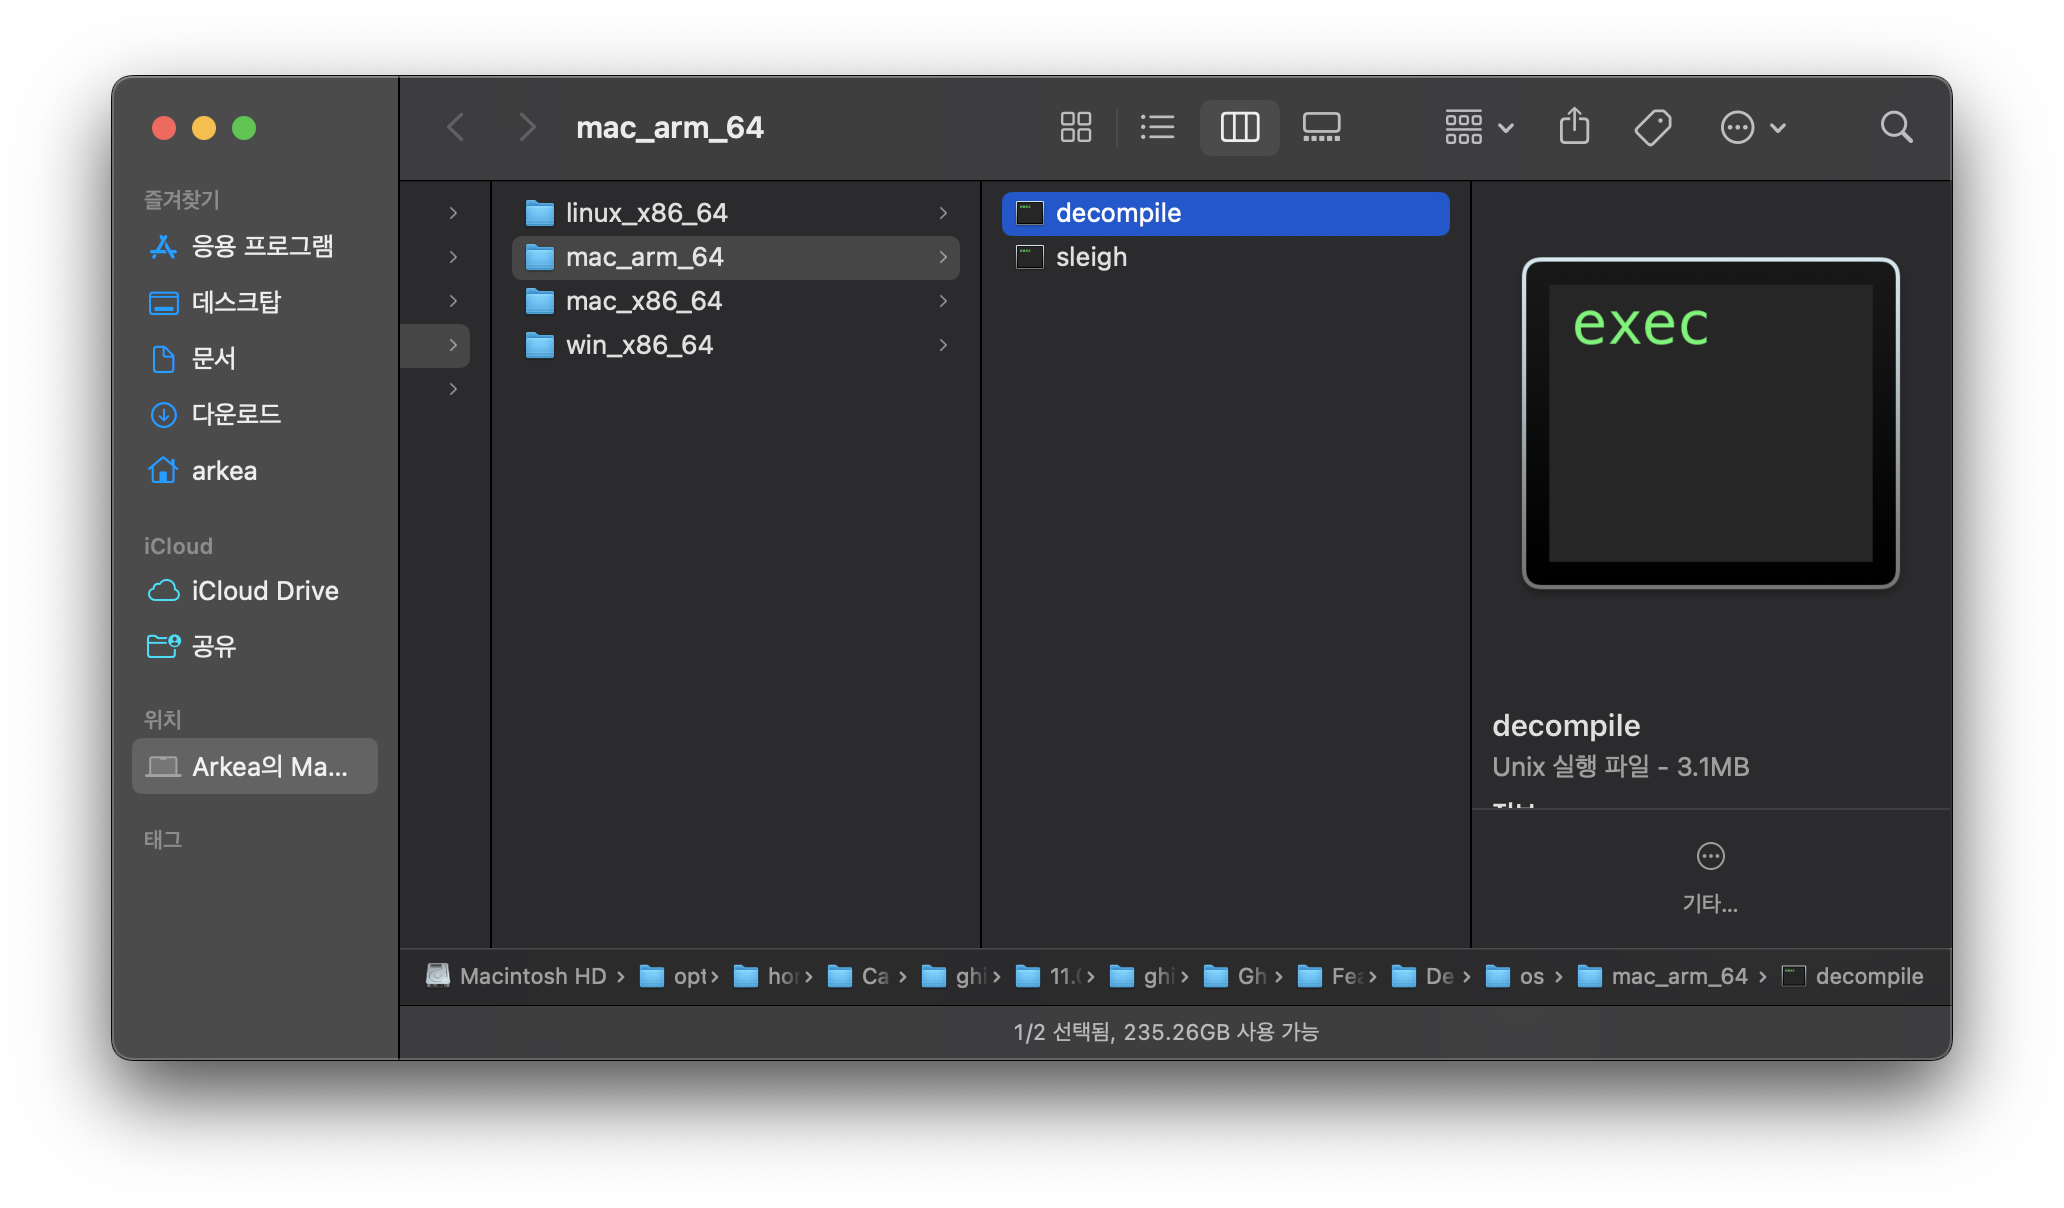 mac_arm_64
즐겨찾기
응용 프로그램
데스크탑
문서
다운로드
arkea
iCloud
iCloud Drive
공유
위치
Arkea의 Ma...
태그
linux_x86_64
mac_arm_64
mac_x86_64
win_x86_64
decompile
sleigh
exec
decompile
Unix 실행 파일 - 3.1MB
기타...
Macintosh HD › opt › hor › Ca › ghi › 11.0 › ghi › Gh › Fea › De › os › mac_arm_64 › decompile
1/2 선택됨, 235.26GB 사용 가능